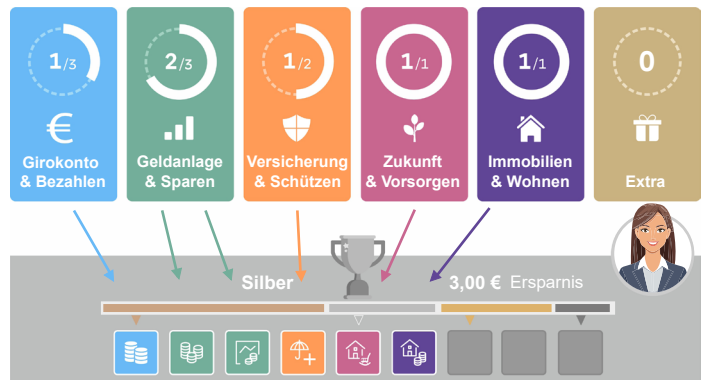 1/3
2/3
1/2
1/1
1/1
0
€
Girokonto
& Bezahlen
Geldanlage
& Sparen
Versicherung
& Schützen
Zukunft
& Vorsorgen
Immobilien
& Wohnen
Extra
Silber
3,00 € Ersparnis